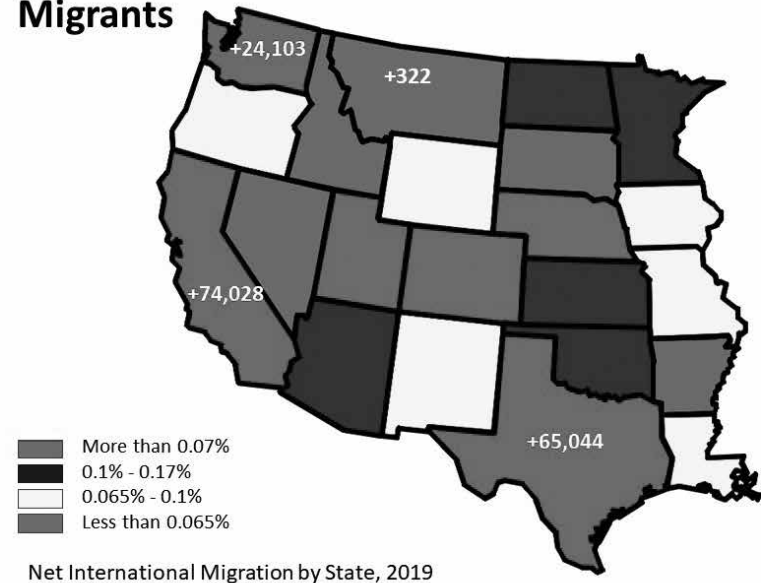 Migrants
+24,103
+322
+74,028
+65,044
More than 0.07%
0.1% - 0.17%
0.065% - 0.1%
Less than 0.065%
Net International Migration by State, 2019